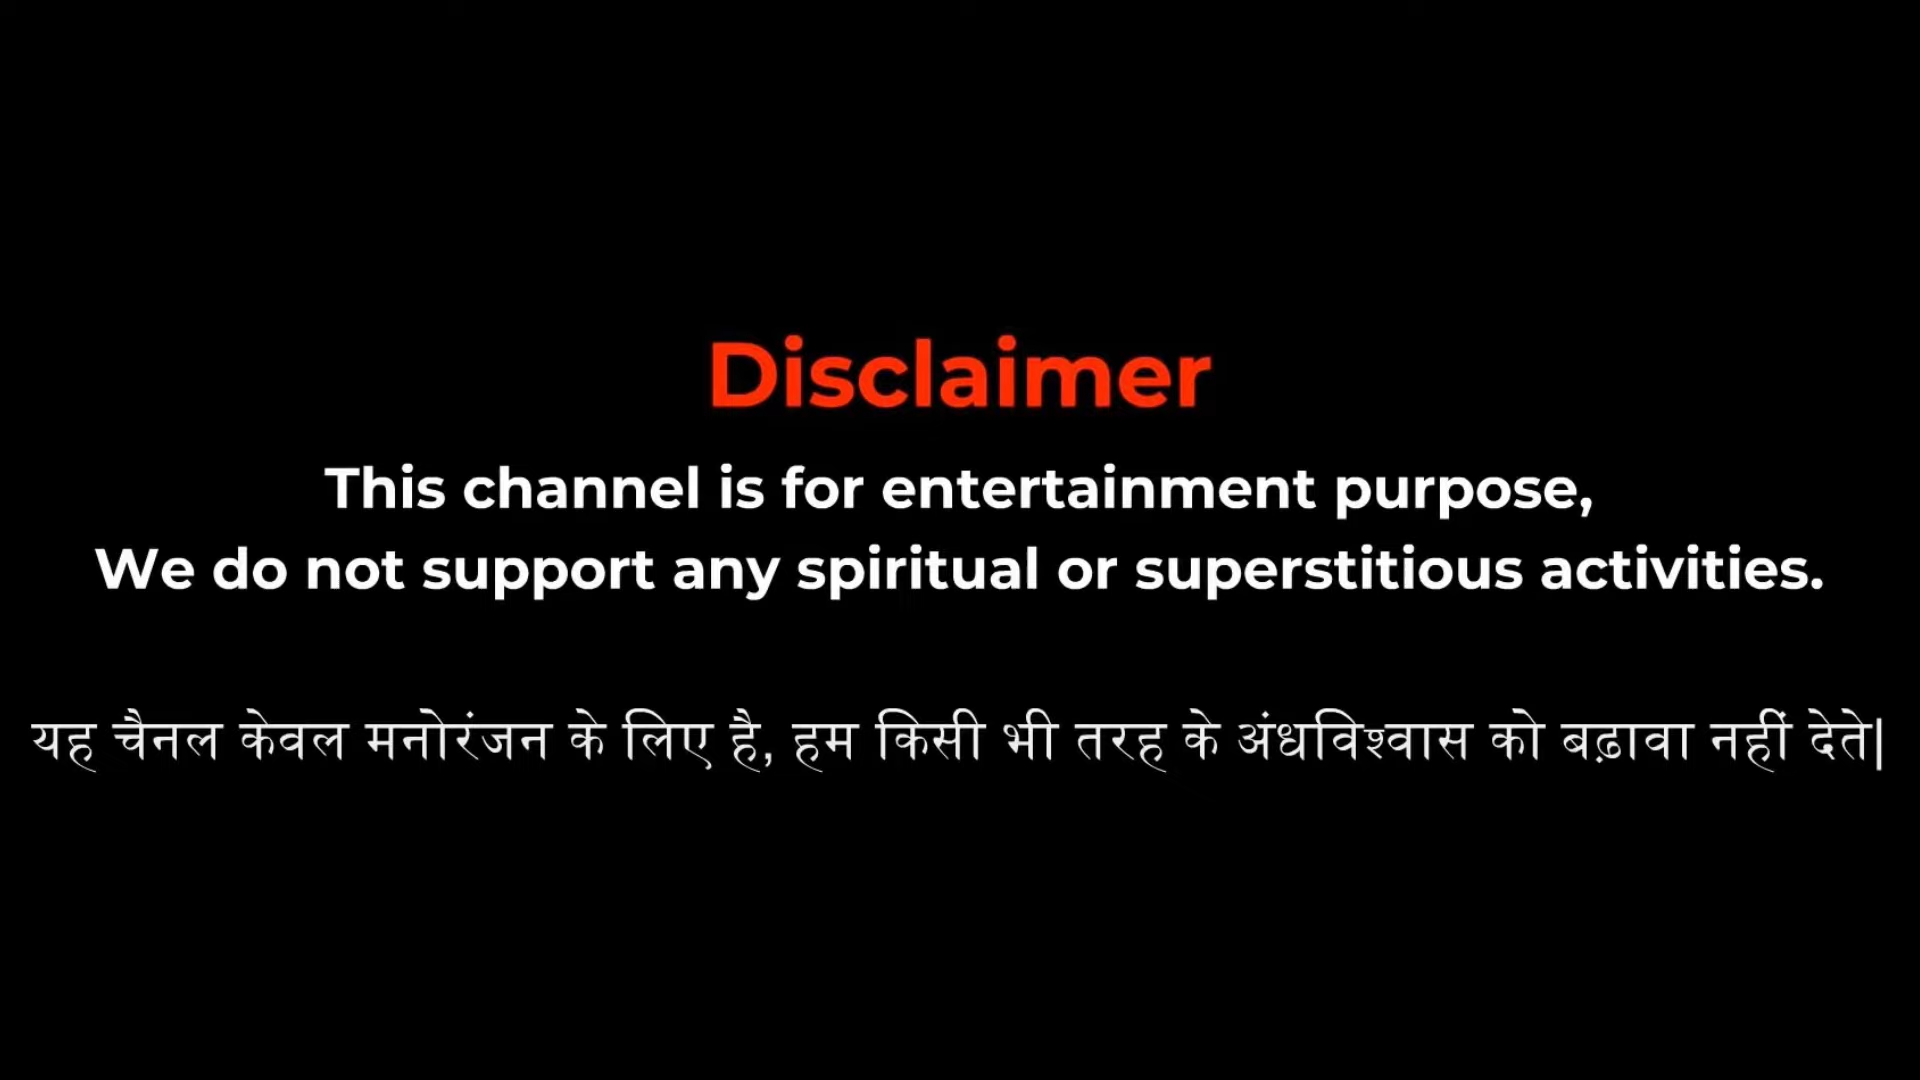 Disclaimer
This channel is for entertainment purpose,
We do not support any spiritual or superstitious activities.
यह चैनल केवल मनोरंजन के लिए है, हम किसी भी तरह के अंधविश्वास को बढ़ावा नहीं देते|